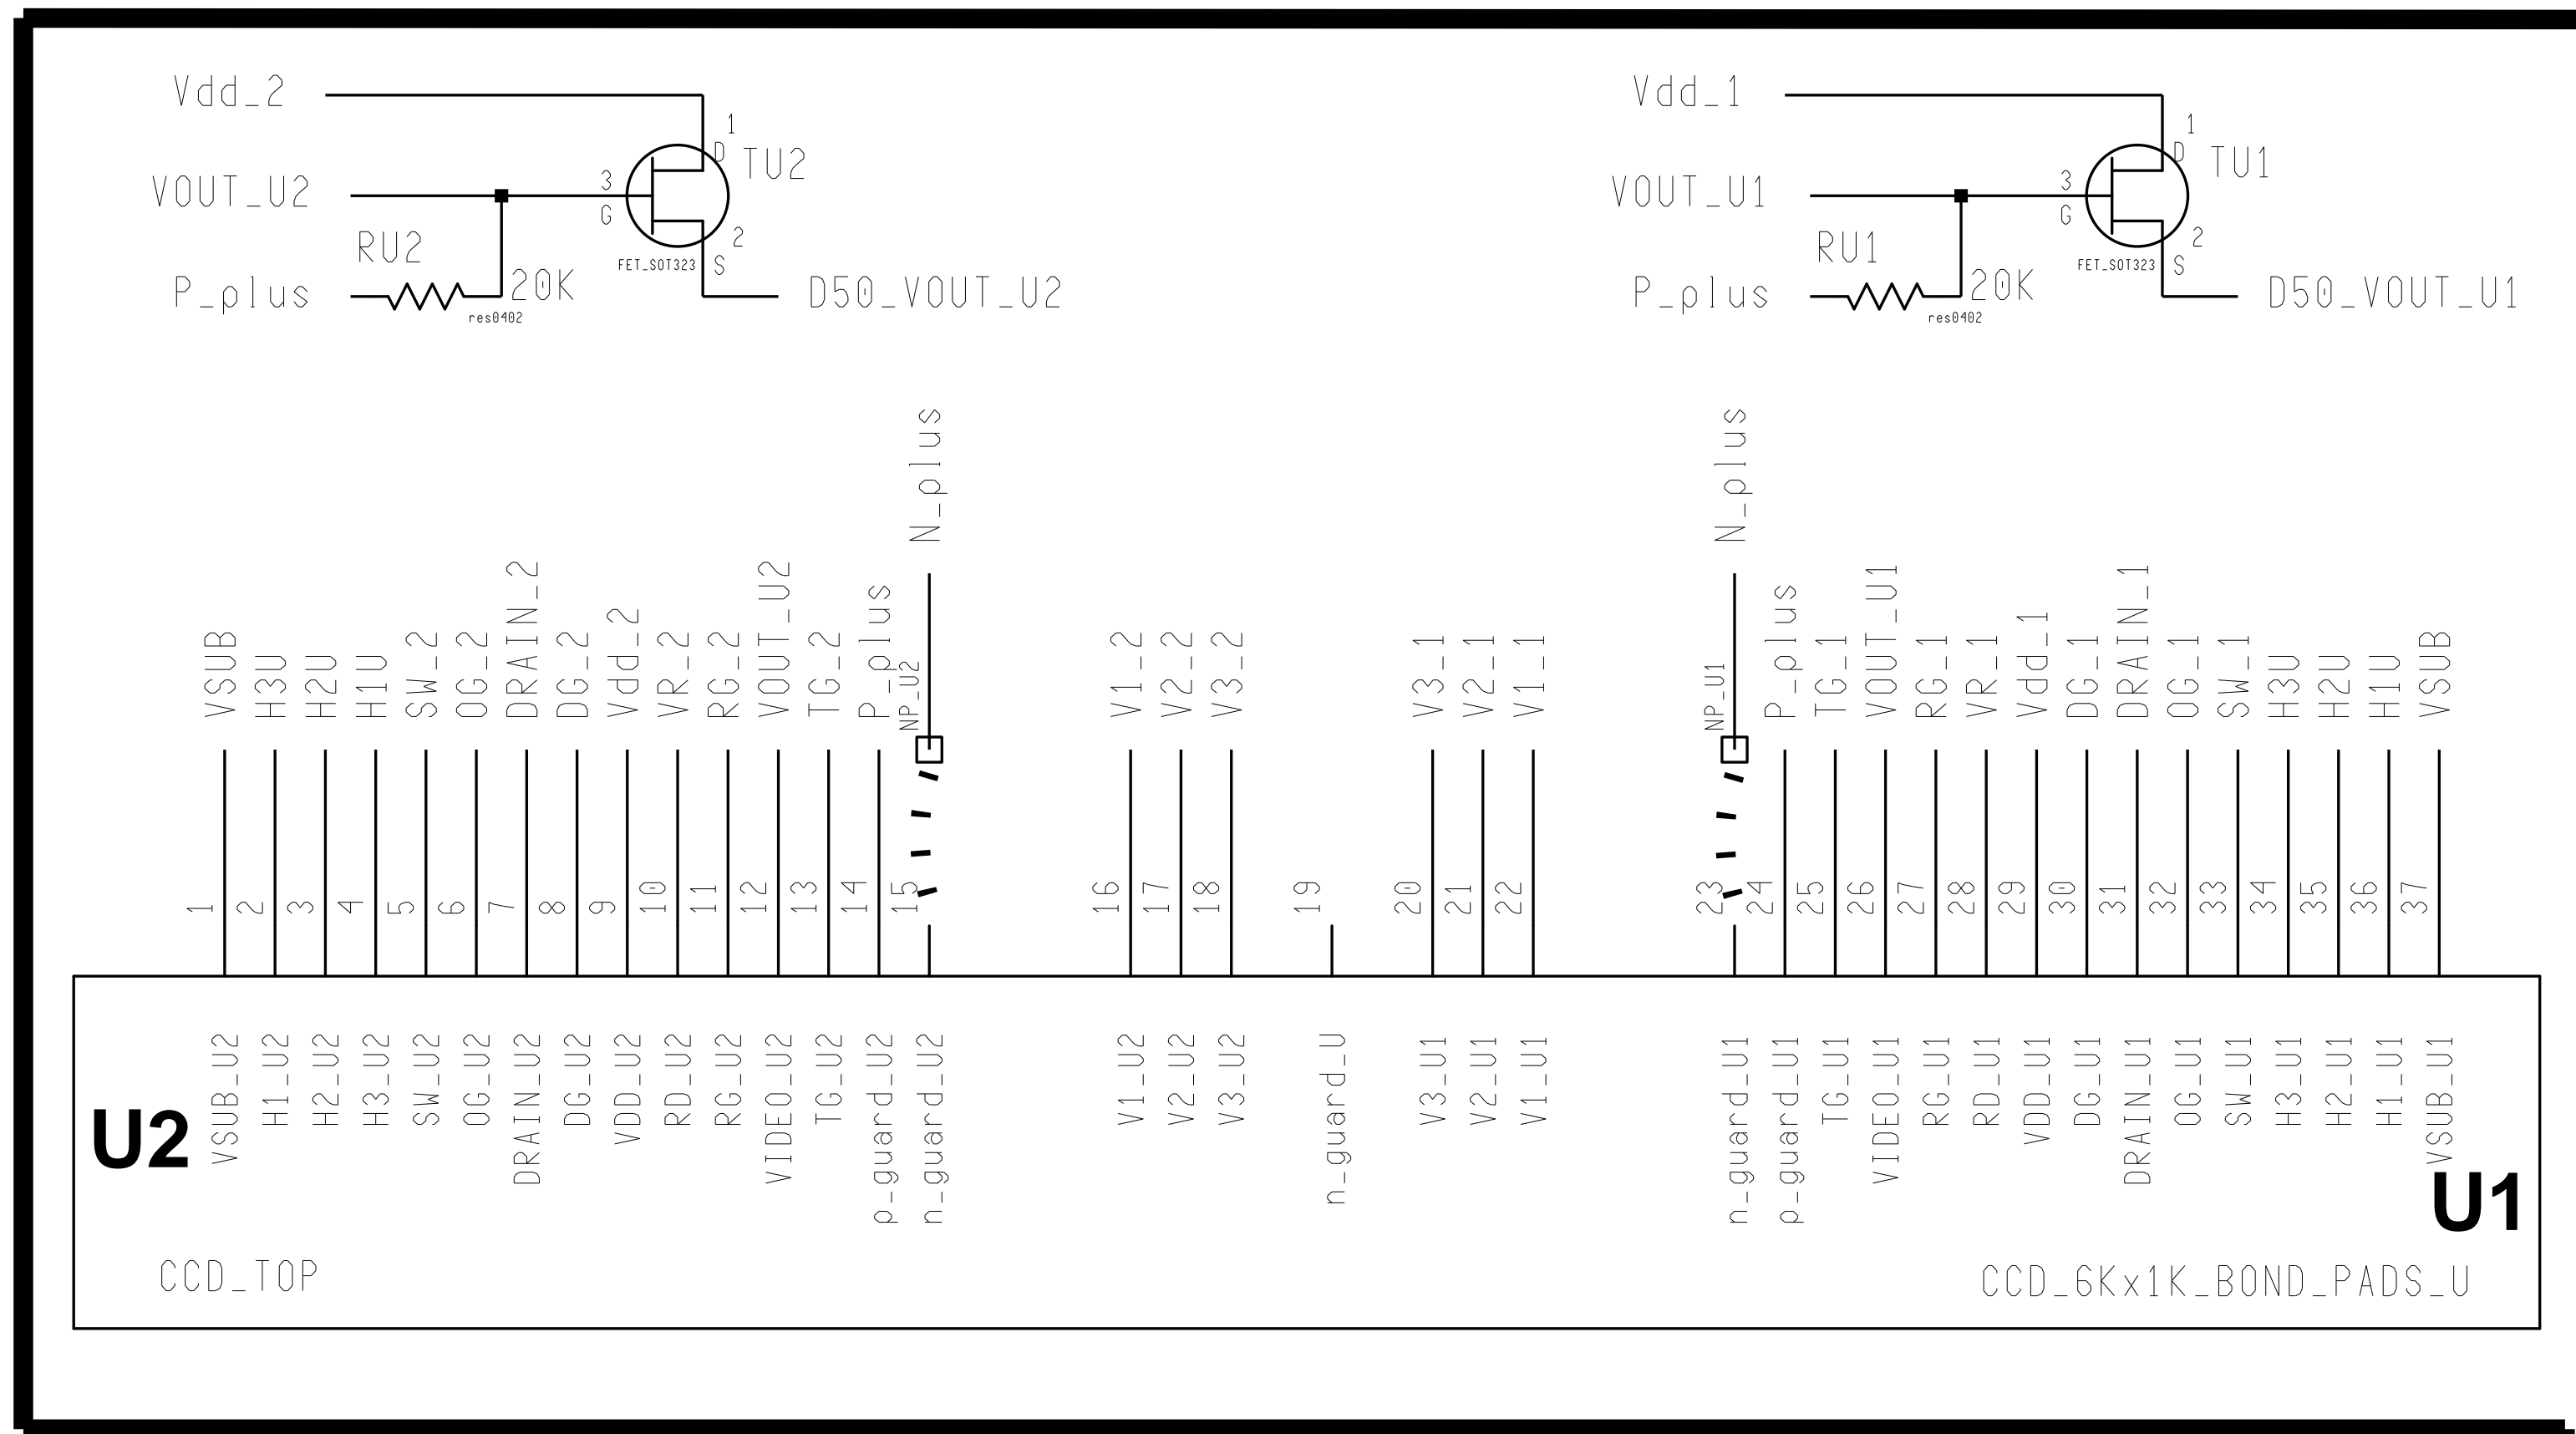 Vdd_2
1
D
TU2
VOUT_U2
3
G
RU2
2
FET_SOT323
S
P_plus
20K
res0402
D50_VOUT_U2
Vdd_1
1
D
TU1
VOUT_U1
3
G
RU1
2
FET_SOT323
S
P_plus
20K
res0402
D50_VOUT_U1
VSUB
H3U
H2U
H1U
SW_2
OG_2
DRAIN_2
DG_2
Vdd_2
VR_2
RG_2
VOUT_U2
TG_2
P_plus
NP_U2
N_plus
V1_2
V2_2
V3_2
V3_1
V2_1
V1_1
NP_U1
N_plus
P_plus
TG_1
VOUT_U1
RG_1
VR_1
Vdd_1
DG_1
DRAIN_1
OG_1
SW_1
H3U
H2U
H1U
VSUB
1
2
3
4
5
6
7
8
9
10
11
12
13
14
15
16
17
18
19
20
21
22
23
24
25
26
27
28
29
30
31
32
33
34
35
36
37
U2
VSUB_U2
H1_U2
H2_U2
H3_U2
SW_U2
OG_U2
DRAIN_U2
DG_U2
VDD_U2
RD_U2
RG_U2
VIDEO_U2
TG_U2
p_guard_U2
n_guard_U2
V1_U2
V2_U2
V3_U2
n_guard_U
V3_U1
V2_U1
V1_U1
n_guard_U1
p_guard_U1
TG_U1
VIDEO_U1
RG_U1
RD_U1
VDD_U1
DG_U1
DRAIN_U1
OG_U1
SW_U1
H3_U1
H2_U1
H1_U1
VSUB_U1
U1
CCD_TOP
CCD_6Kx1K_BOND_PADS_U